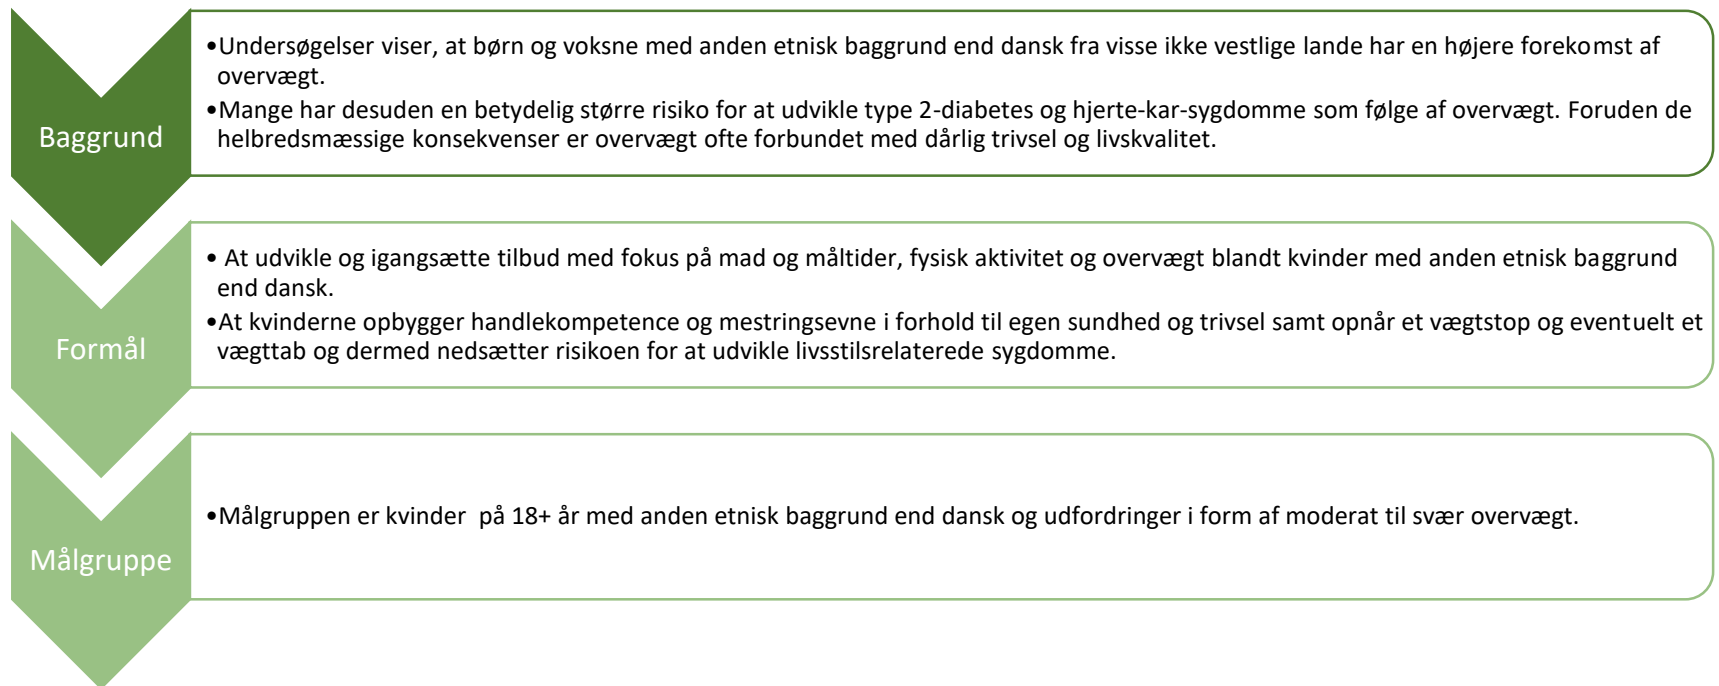 Baggrund
•Undersøgelser viser, at børn og voksne med anden etnisk baggrund end dansk fra visse ikke vestlige lande har en højere forekomst af
overvægt.
•Mange har desuden en betydelig større risiko for at udvikle type 2-diabetes og hjerte-kar-sygdomme som følge af overvægt. Foruden de
helbredsmæssige konsekvenser er overvægt ofte forbundet med dårlig trivsel og livskvalitet.
Formål
• At udvikle og igangsætte tilbud med fokus på mad og måltider, fysisk aktivitet og overvægt blandt kvinder med anden etnisk baggrund
end dansk.
•At kvinderne opbygger handlekompetence og mestringsevne i forhold til egen sundhed og trivsel samt opnår et vægtstop og eventuelt et
vægttab og dermed nedsætter risikoen for at udvikle livsstilsrelaterede sygdomme.
Målgruppe
•Målgruppen er kvinder  på 18+ år med anden etnisk baggrund end dansk og udfordringer i form af moderat til svær overvægt.